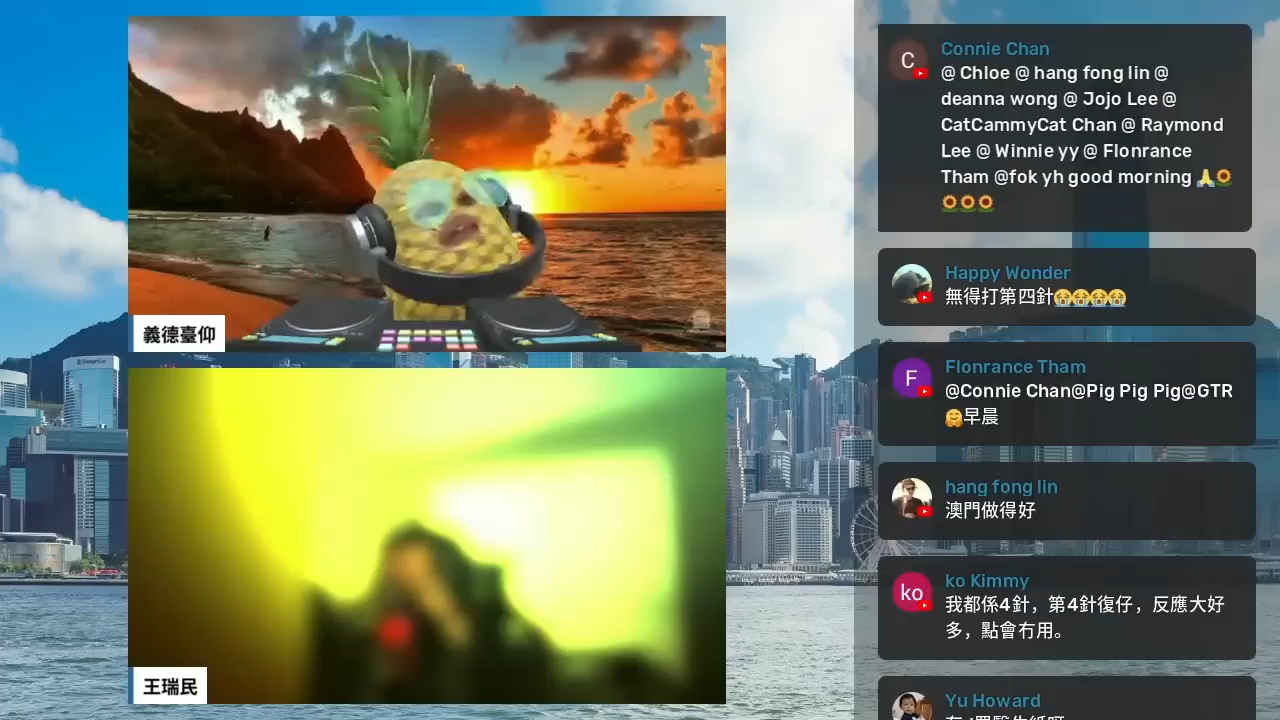 義德臺仰
王瑞民
C
Connie Chan
@ Chloe @ hang fong lin @
deanna wong @ Jojo Lee @
CatCammyCat Chan @ Raymond
Lee @ Winnie yy @ Flonrance
Tham @fok yh good morning 🙏🌻
🌻🌻🌻
Happy Wonder
無得打第四針😭😭😭😭
F
Flonrance Tham
@Connie Chan@Pig Pig Pig@GTR
🤗早晨
hang fong lin
澳門做得好
ko
ko Kimmy
我都係4針，第4針復仔，反應大好
多，點會冇用。
Yu Howard